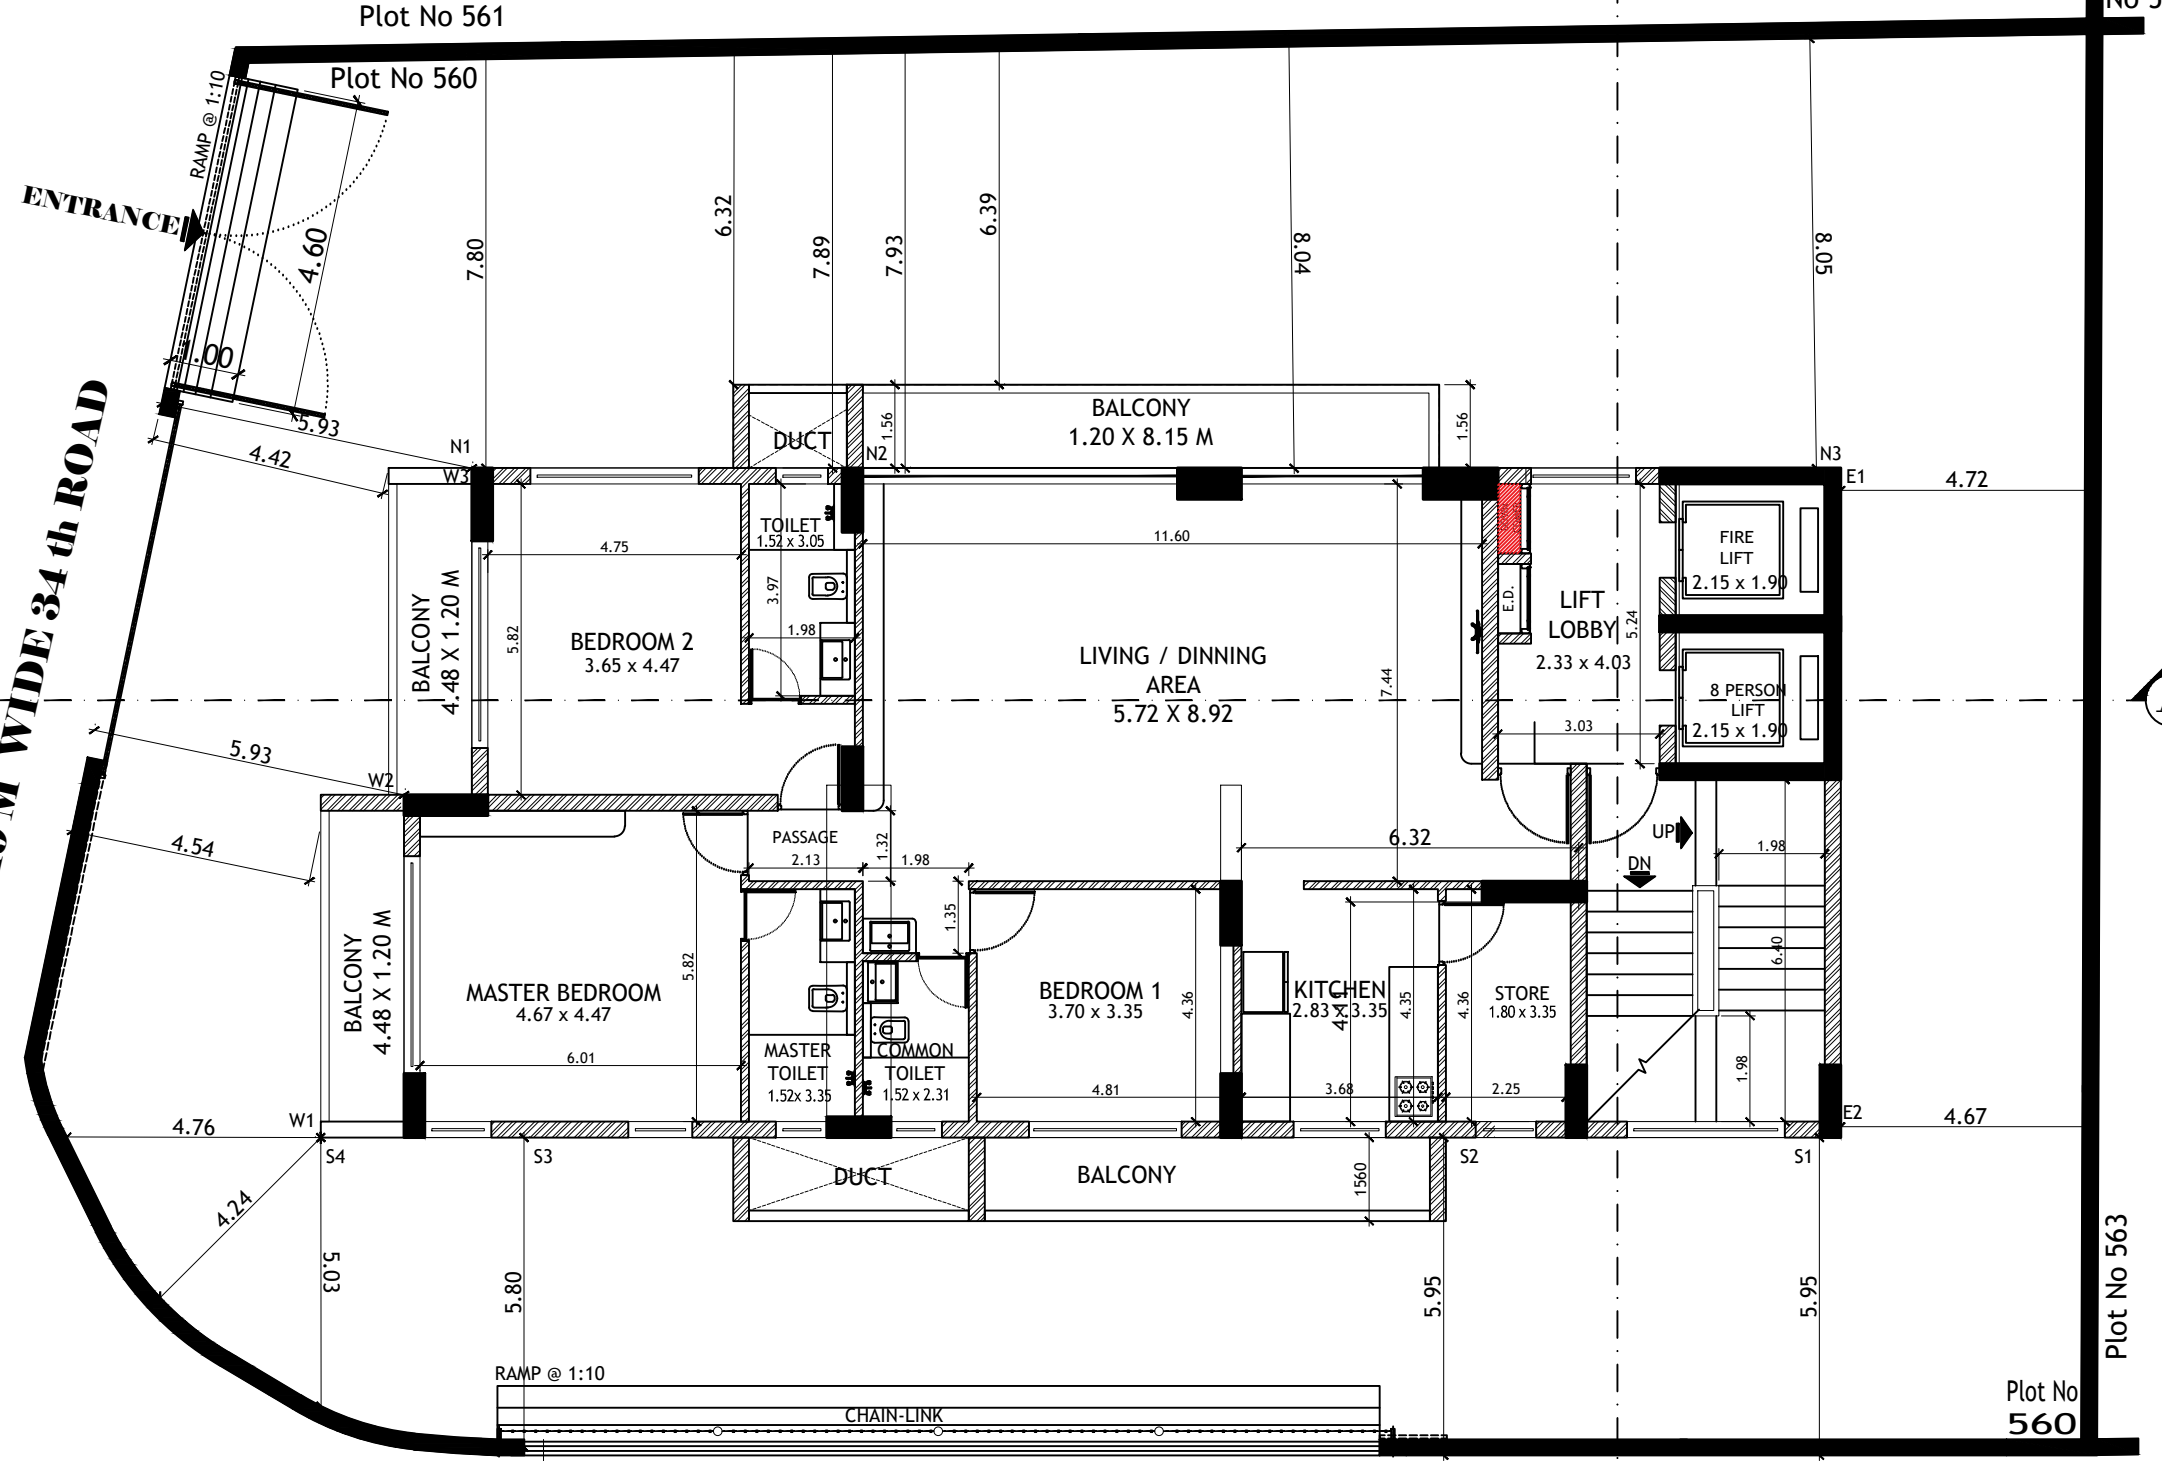 Plot No 561
Plot No 560
RAMP @ 1:10
ENTRANCE
4.60
1.00
5.93
4.42
7.80
6.32
7.89
7.93
6.39
8.04
8.05
WIDE 34 th ROAD
N1
W3
N2
N3
E1
4.72
DUCT
1.56
BALCONY
1.20 X 8.15 M
1.56
BALCONY
4.48 X 1.20 M
4.75
5.82
BEDROOM 2
3.65 x 4.47
TOILET
1.52 x 3.05
3.97
1.98
11.60
LIVING / DINNING
AREA
5.72 X 8.92
7.44
E.D.
LIFT
LOBBY
2.33 x 4.03
5.24
3.03
FIRE
LIFT
2.15 x 1.90
8 PERSON
LIFT
2.15 x 1.90
5.93
W2
4.54
PASSAGE
2.13
1.32
1.98
1.35
6.32
UP
DN
1.98
6.40
1.98
BALCONY
4.48 X 1.20 M
MASTER BEDROOM
4.67 x 4.47
6.01
5.82
MASTER
TOILET
1.52x 3.35
COMMON
TOILET
1.52 x 2.31
BEDROOM 1
3.70 x 3.35
4.81
4.36
KITCHEN
2.83 x 3.35
4.35
3.68
4.36
STORE
1.80 x 3.35
2.25
W1
4.76
S4
S3
S2
S1
E2
4.67
DUCT
BALCONY
1560
4.24
5.03
5.80
5.95
5.95
RAMP @ 1:10
CHAIN-LINK
Plot No 563
Plot No
560